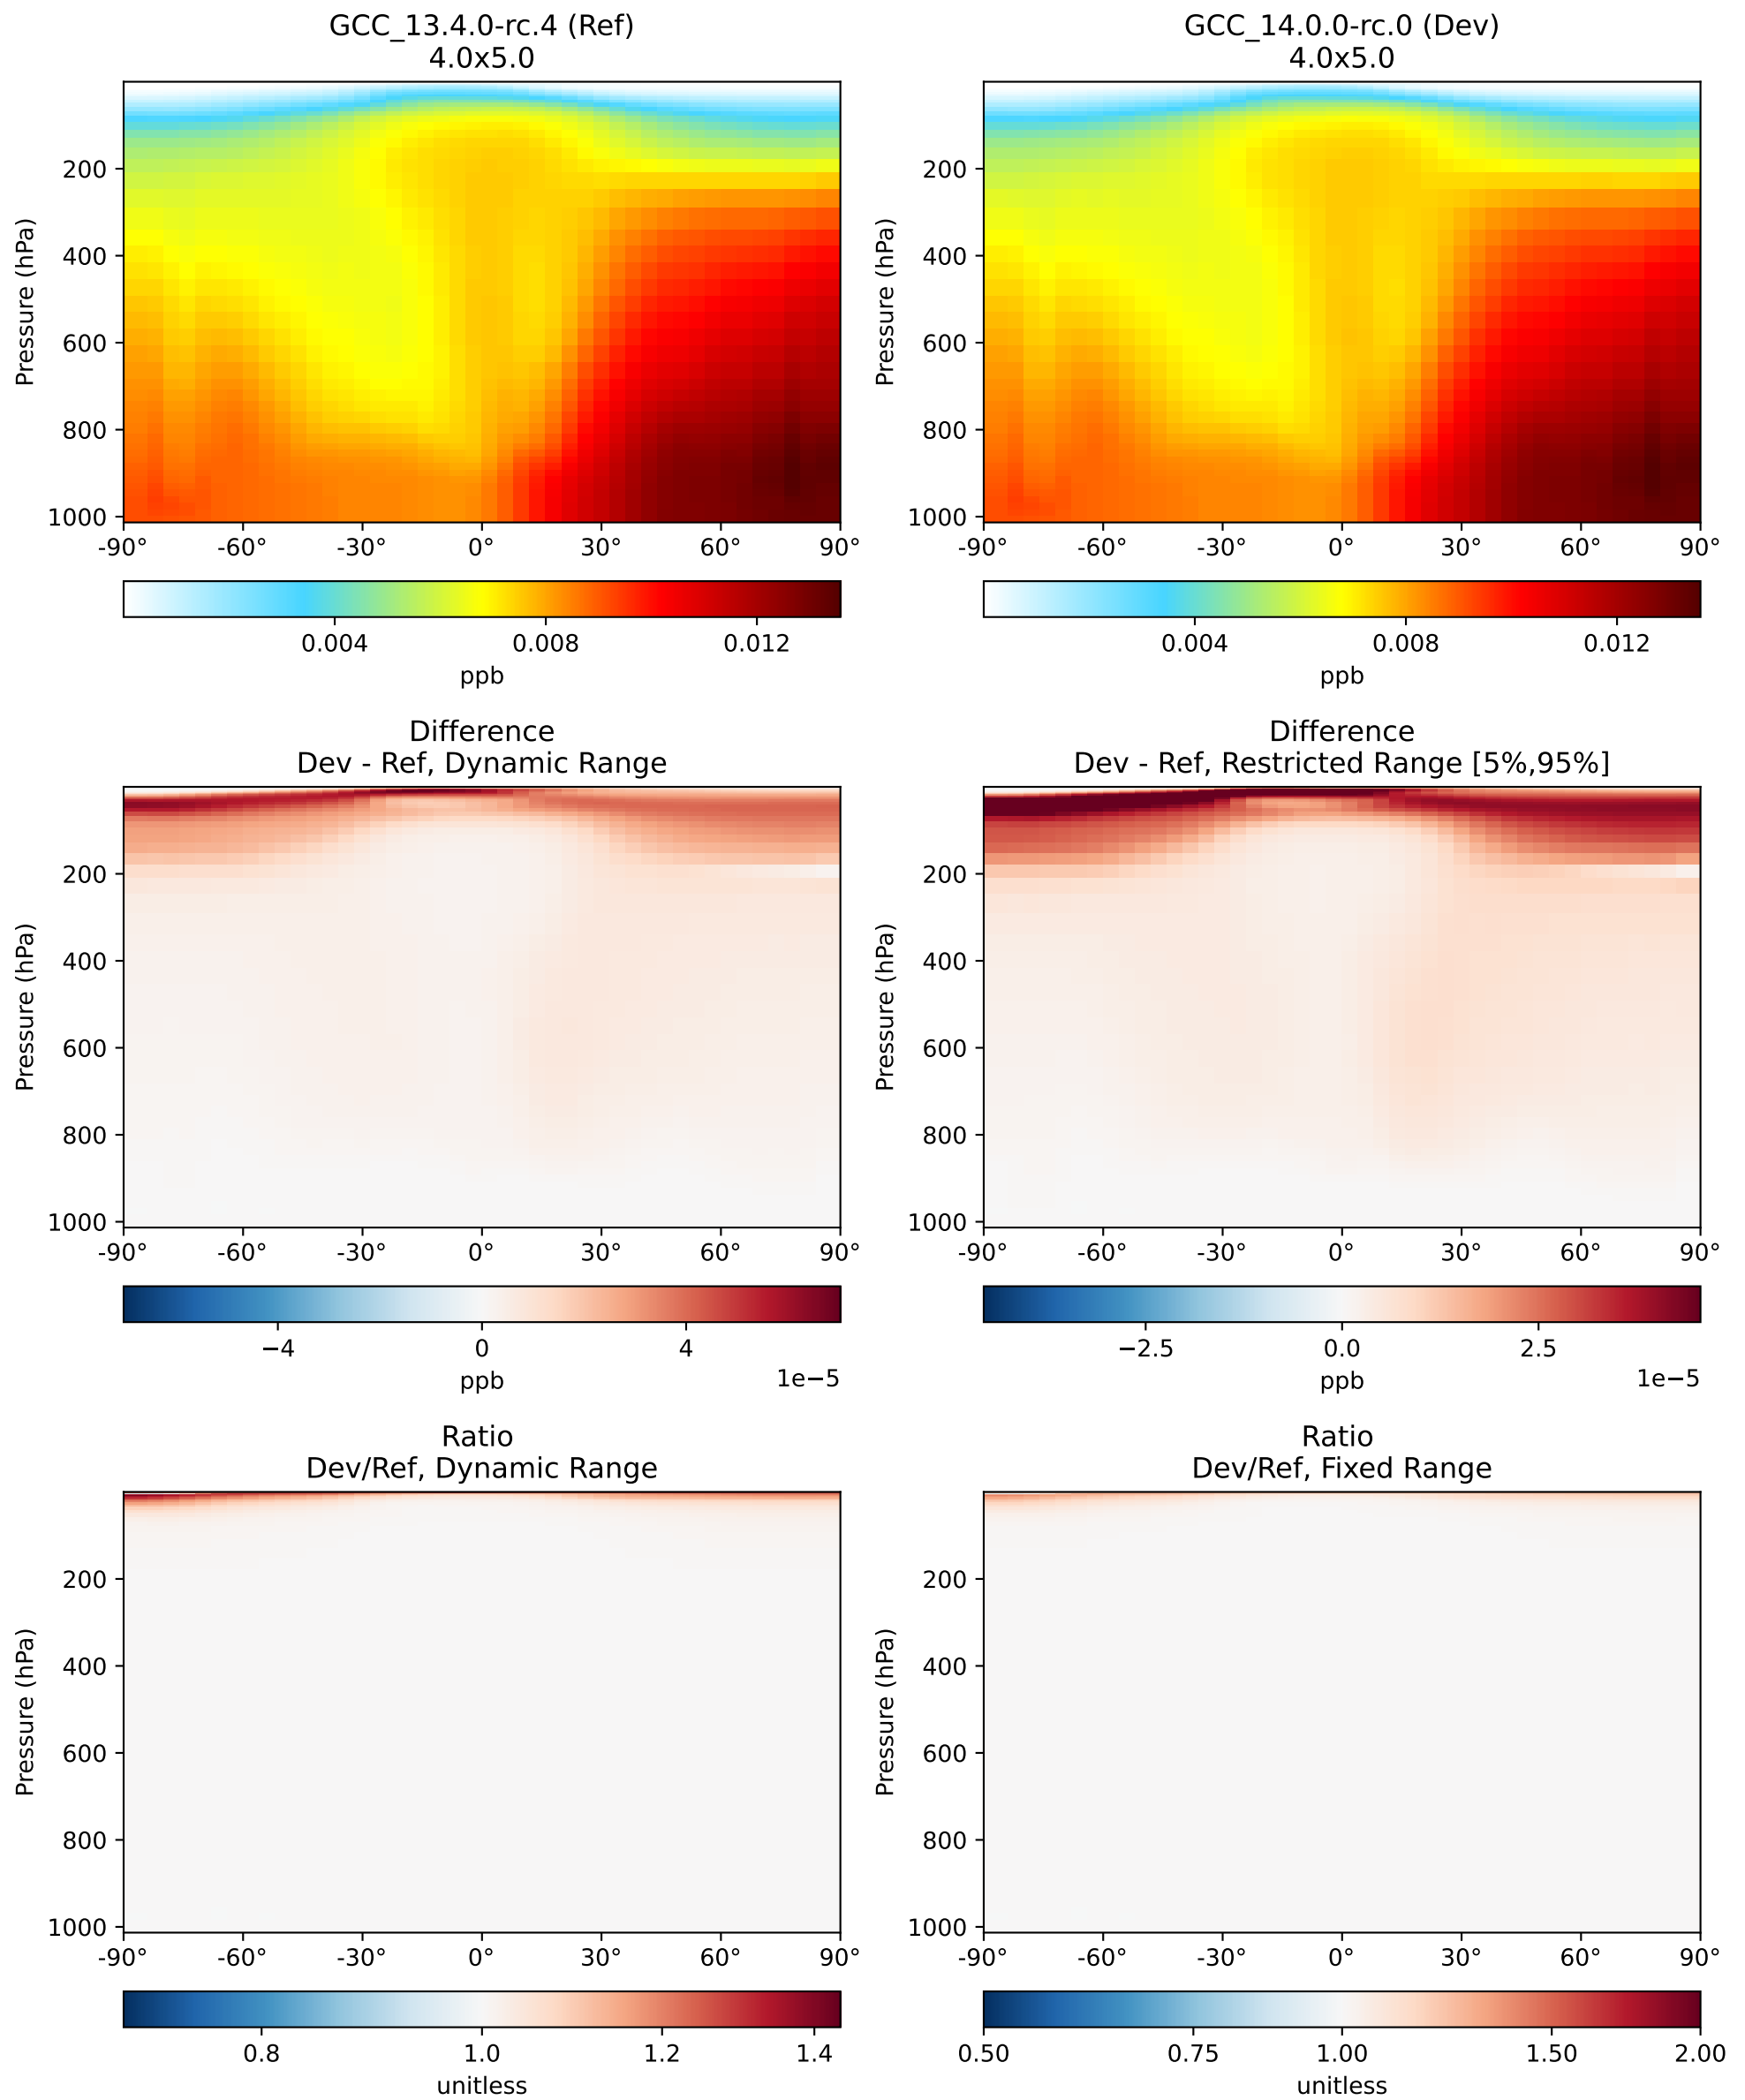 GCC_13.4.0-rc.4 (Ref)
4.0x5.0
Pressure (hPa)
200
400
600
800
1000
-90° -60° -30° 0° 30° 60° 90°
0.004 0.008 0.012
ppb
GCC_14.0.0-rc.0 (Dev)
4.0x5.0
Pressure (hPa)
200
400
600
800
1000
-90° -60° -30° 0° 30° 60° 90°
0.004 0.008 0.012
ppb
Difference
Dev - Ref, Dynamic Range
Pressure (hPa)
200
400
600
800
1000
-90° -60° -30° 0° 30° 60° 90°
−4 0 4
ppb 1e−5
Difference
Dev - Ref, Restricted Range [5%,95%]
Pressure (hPa)
200
400
600
800
1000
-90° -60° -30° 0° 30° 60° 90°
−2.5 0.0 2.5
ppb 1e−5
Ratio
Dev/Ref, Dynamic Range
Pressure (hPa)
200
400
600
800
1000
-90° -60° -30° 0° 30° 60° 90°
0.8 1.0 1.2 1.4
unitless
Ratio
Dev/Ref, Fixed Range
Pressure (hPa)
200
400
600
800
1000
-90° -60° -30° 0° 30° 60° 90°
0.50 0.75 1.00 1.50 2.00
unitless